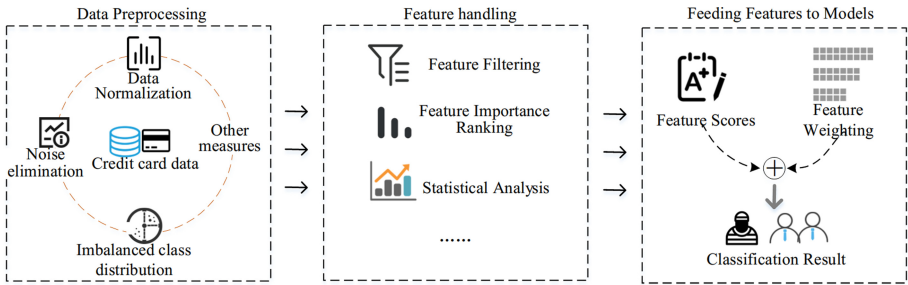 Data Preprocessing
Data
Normalization
Noise
elimination
Credit card data
Other
measures
Imbalanced class
distribution
Feature handling
Feature Filtering
Feature Importance
Ranking
Statistical Analysis
......
Feeding Features to Models
A+
Feature Scores
Feature
Weighting
Classification Result